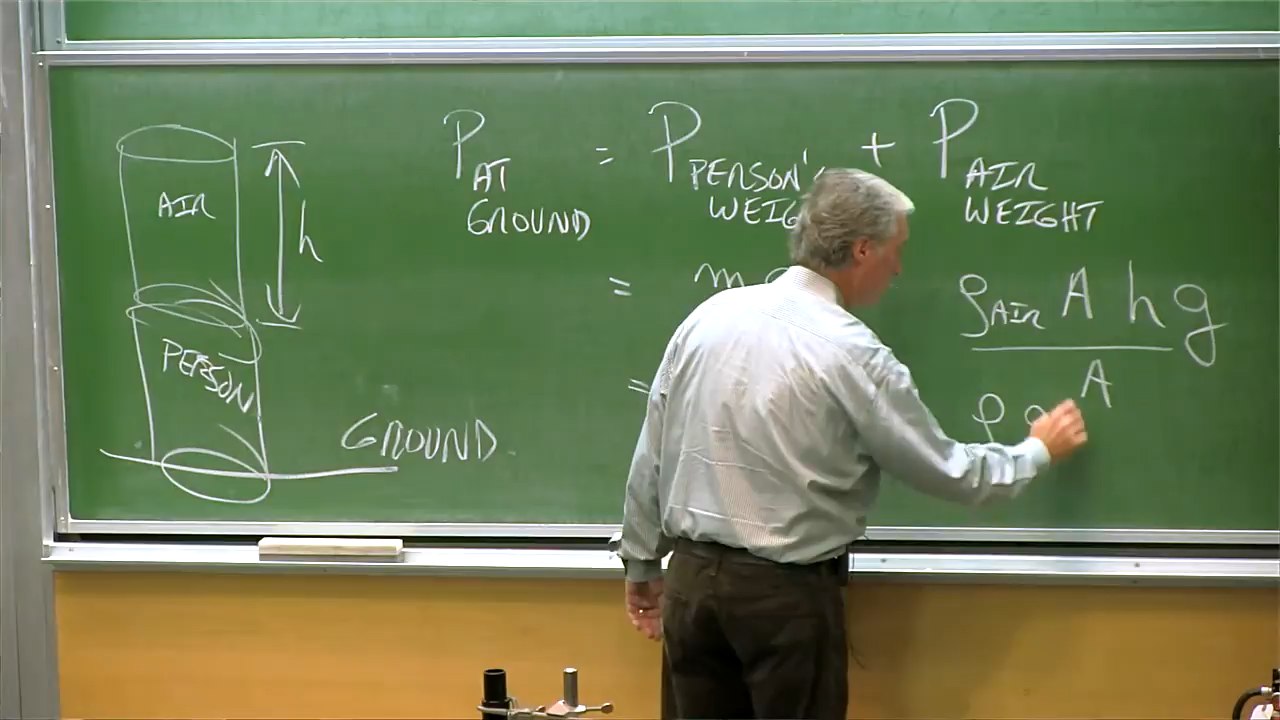 P AT GROUND = P PERSON'S + P AIR WEIGHT
AIR
h
= m ρ AIR A h g
A
PERSON
=
ρ g
GROUND